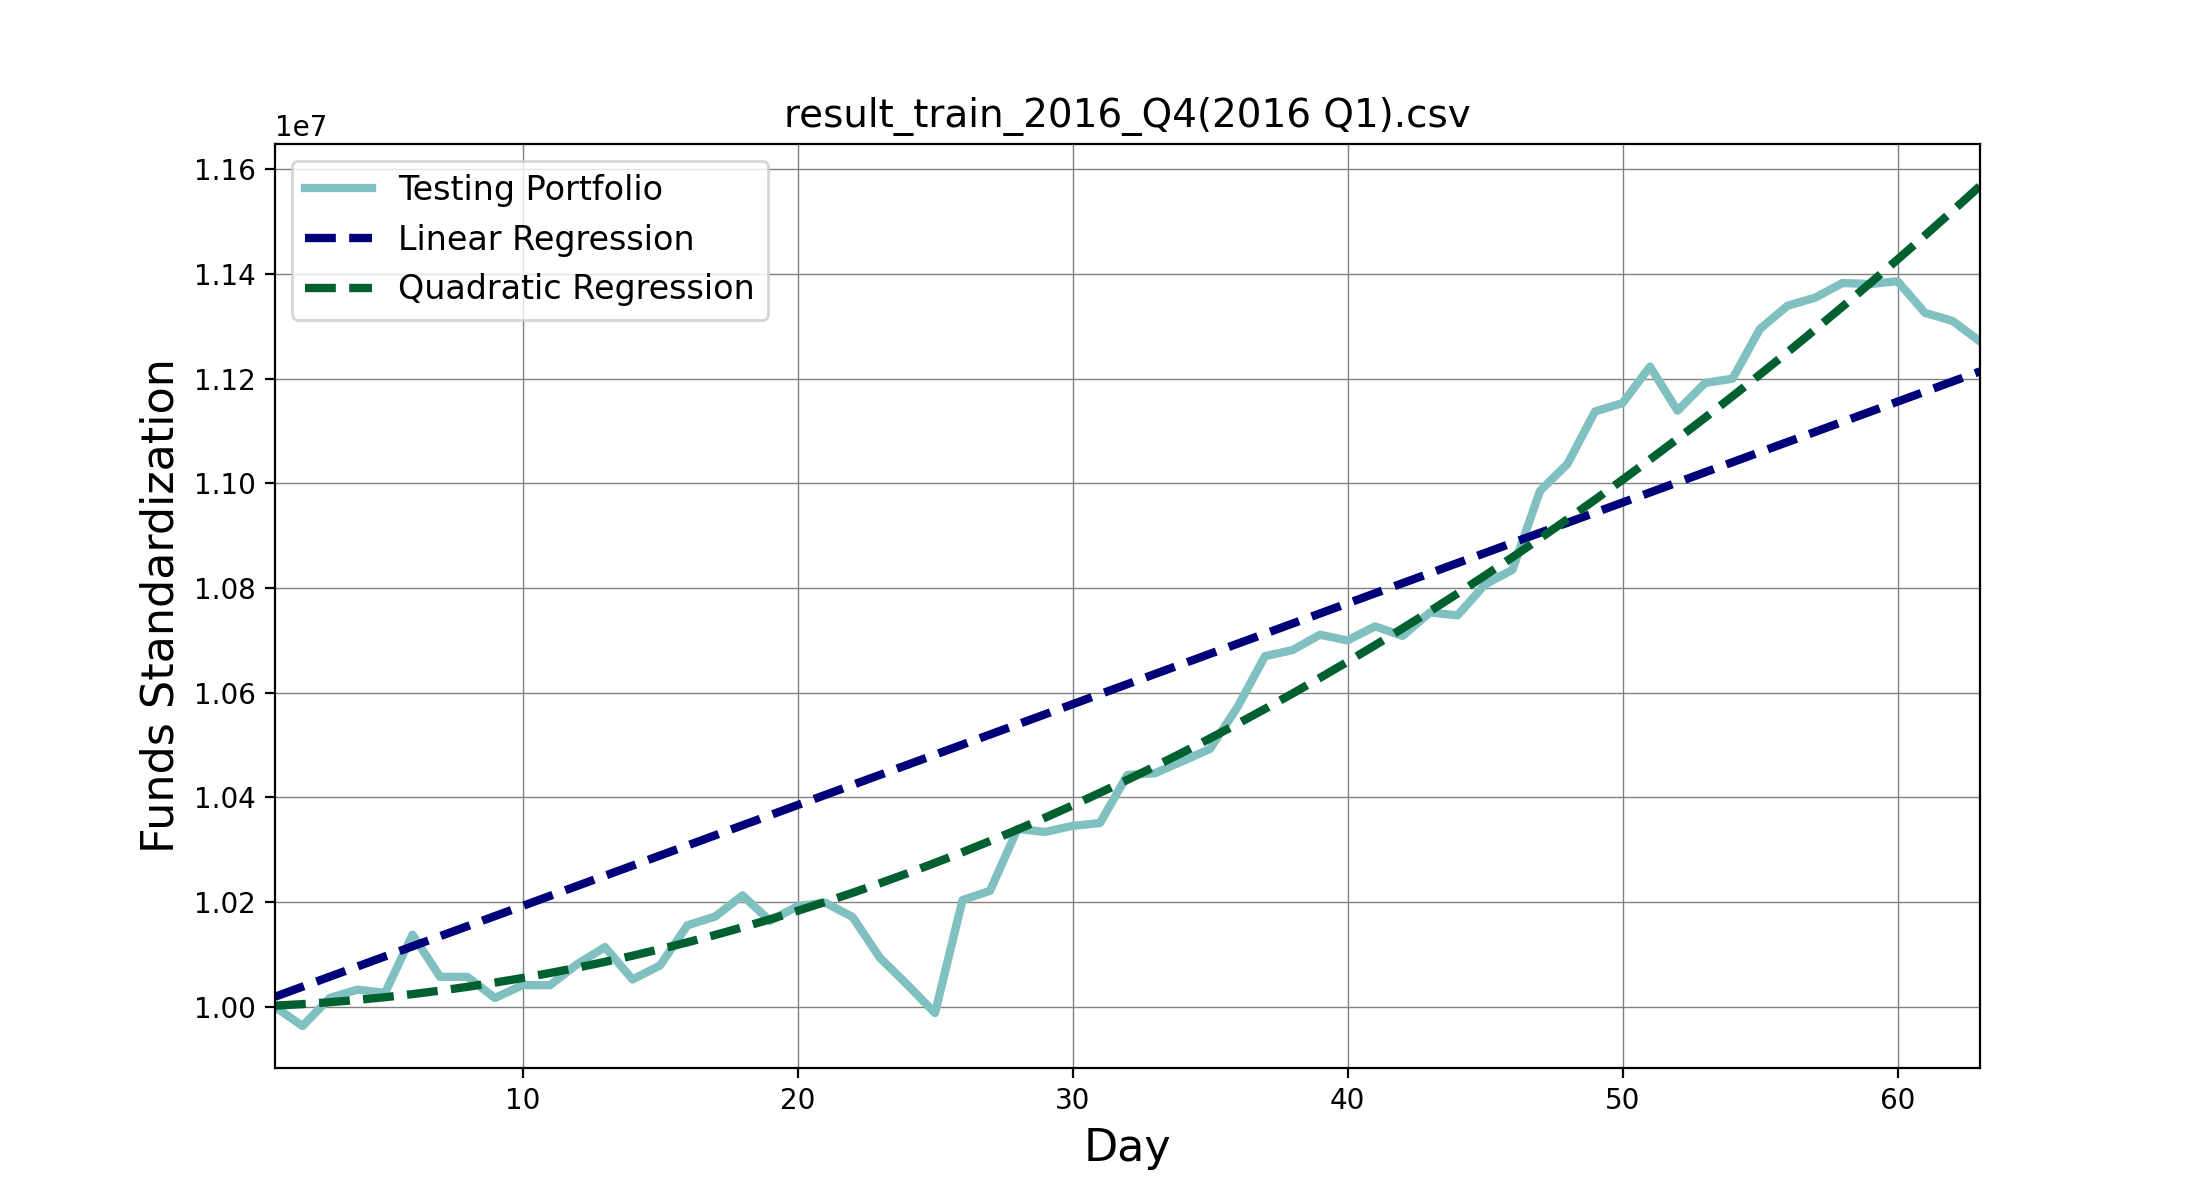 result_train_2016_Q4(2016 Q1).csv
1e7
1.16
1.14
1.12
1.10
1.08
1.06
1.04
1.02
1.00
Funds Standardization
Testing Portfolio
Linear Regression
Quadratic Regression
10 20 30 40 50 60
Day